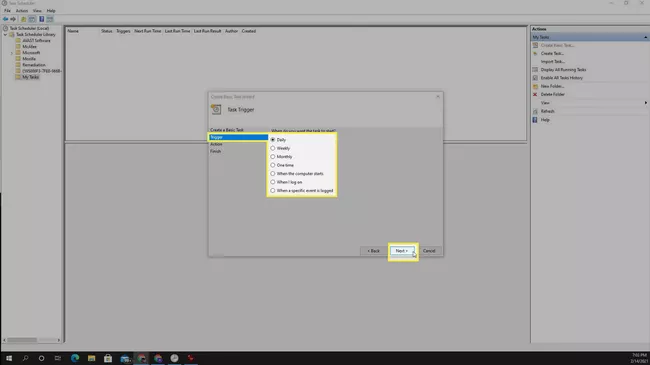 Task Scheduler
File Action View Help
Task Scheduler (Local)
Task Scheduler Library
AVAST Software
McAfee
Microsoft
Mozilla
Remediation
My Tasks
Name Status Triggers Next Run Time Last Run Time Last Run Result Author Created
Actions
My Tasks
Create Basic Task...
Create Task...
Import Task...
Display All Running Tasks
Enable All Tasks History
New Folder...
Delete Folder
View
Refresh
Help
Create Basic Task Wizard
Task Trigger
Create a Basic Task
When do you want the task to start?
Trigger
Action
Finish
Daily
Weekly
Monthly
One time
When the computer starts
When I log on
When a specific event is logged
< Back Next > Cancel
7:02 PM